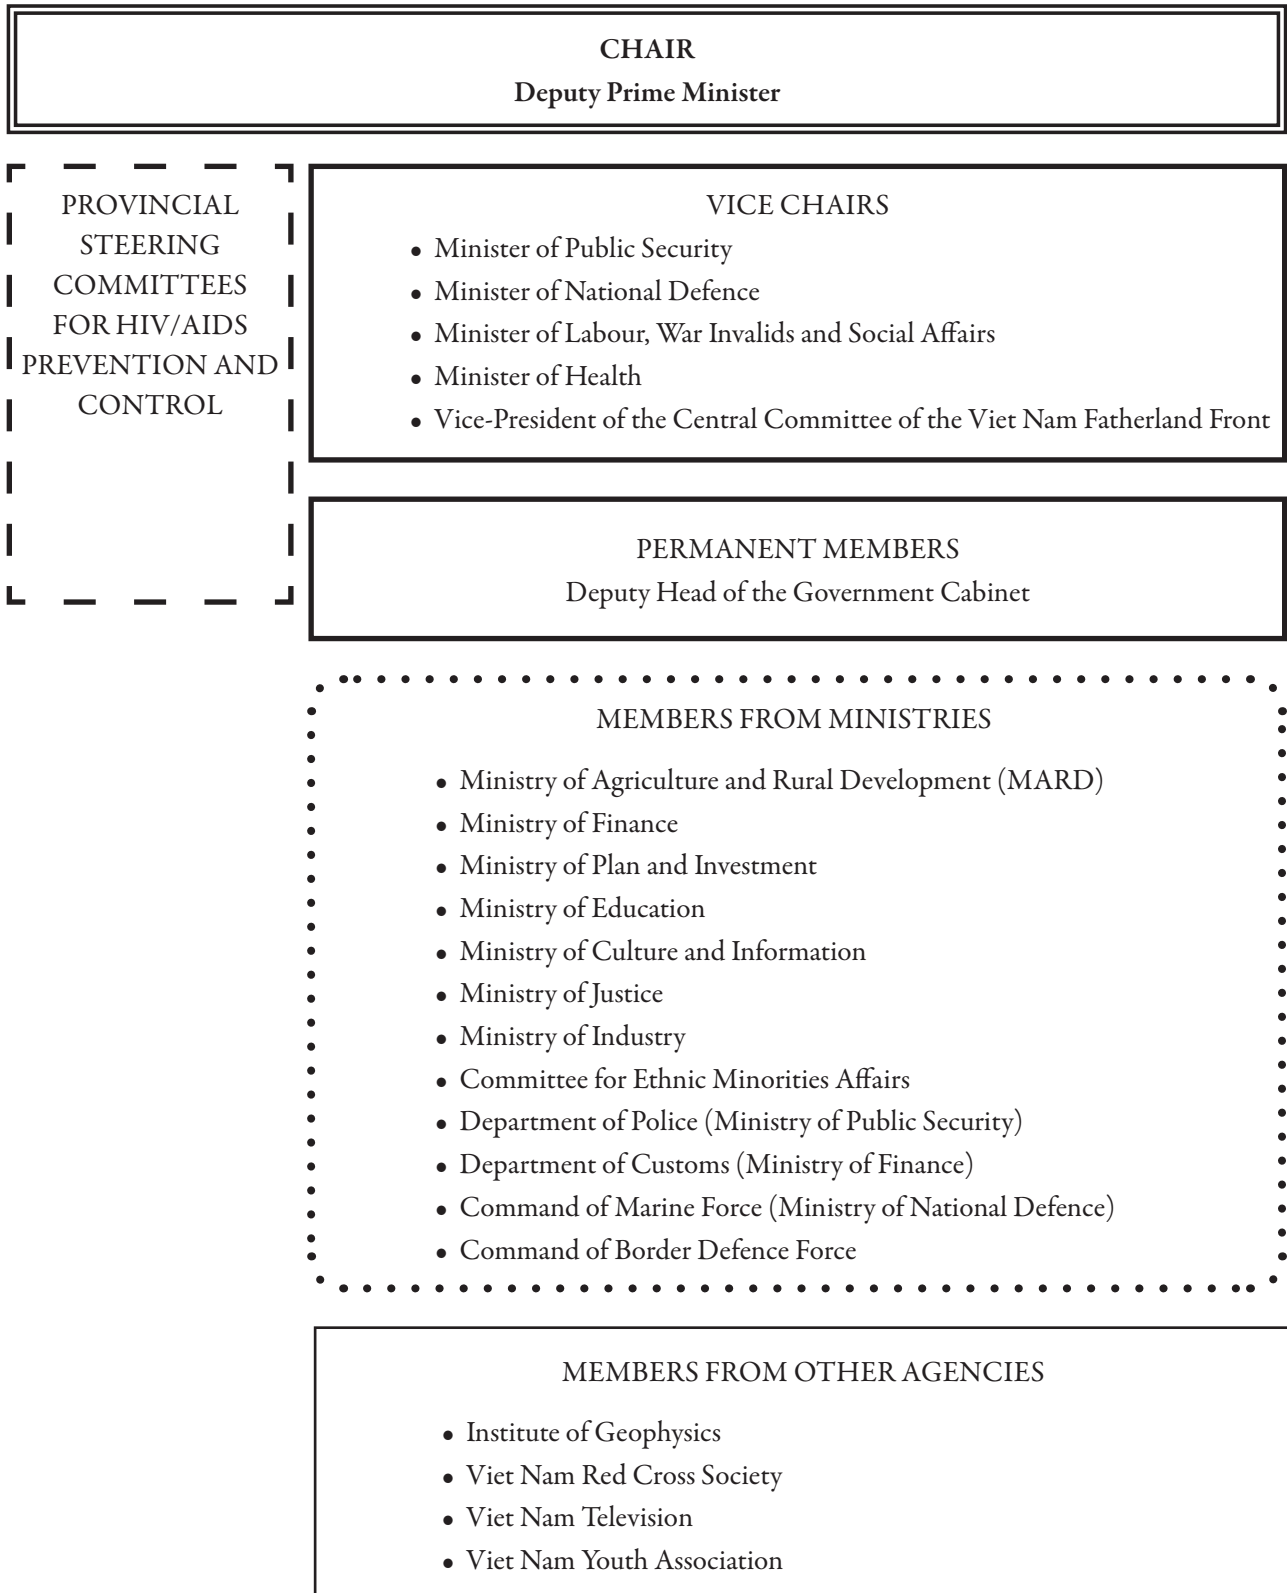 CHAIR
Deputy Prime Minister
PROVINCIAL
STEERING
COMMITTEES
FOR HIV/AIDS
PREVENTION AND
CONTROL
VICE CHAIRS
• Minister of Public Security
• Minister of National Defence
• Minister of Labour, War Invalids and Social Affairs
• Minister of Health
• Vice-President of the Central Committee of the Viet Nam Fatherland Front
PERMANENT MEMBERS
Deputy Head of the Government Cabinet
MEMBERS FROM MINISTRIES
• Ministry of Agriculture and Rural Development (MARD)
• Ministry of Finance
• Ministry of Plan and Investment
• Ministry of Education
• Ministry of Culture and Information
• Ministry of Justice
• Ministry of Industry
• Committee for Ethnic Minorities Affairs
• Department of Police (Ministry of Public Security)
• Department of Customs (Ministry of Finance)
• Command of Marine Force (Ministry of National Defence)
• Command of Border Defence Force
MEMBERS FROM OTHER AGENCIES
• Institute of Geophysics
• Viet Nam Red Cross Society
• Viet Nam Television
• Viet Nam Youth Association